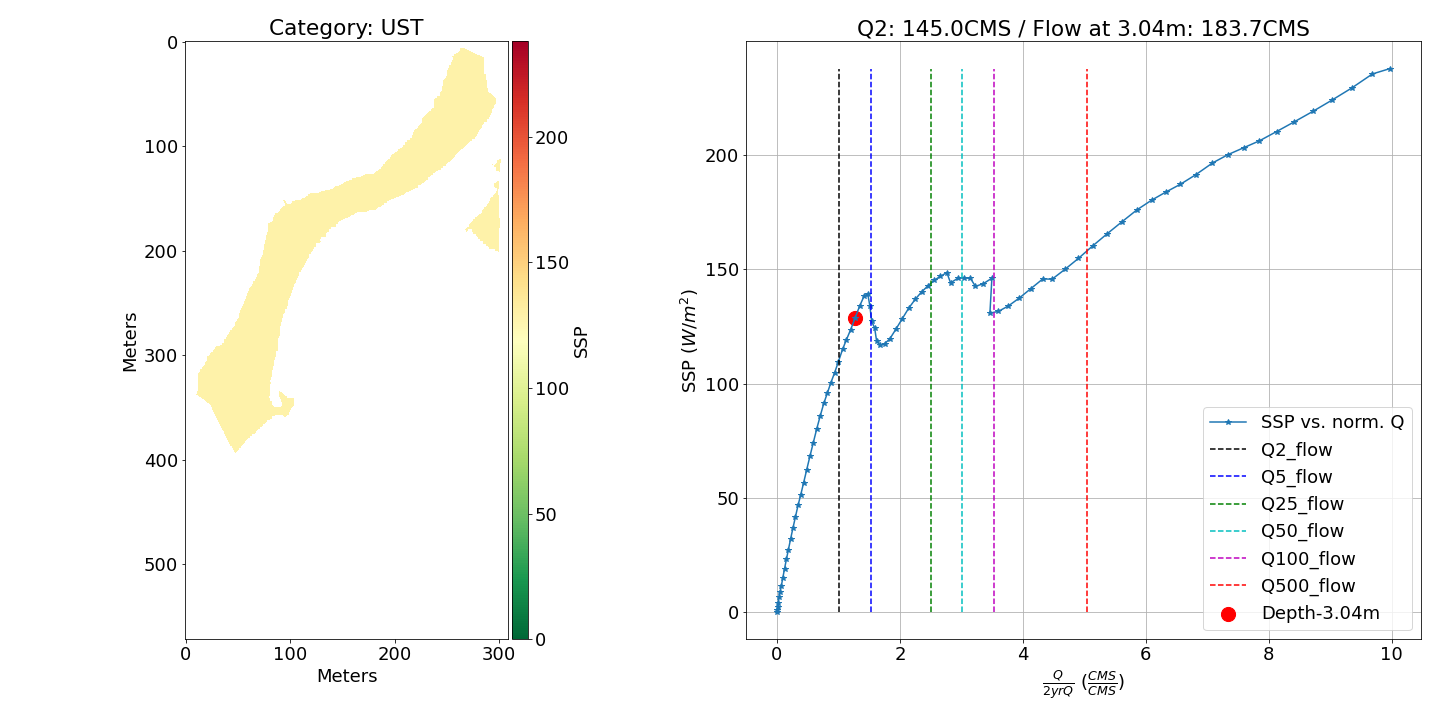 Category: UST
0
100
200
300
400
500
Meters
0
100
200
300
Meters
200
150
100
50
0
SSP
Q2: 145.0CMS / Flow at 3.04m: 183.7CMS
200
150
100
50
0
SSP (W/m²)
0
2
4
6
8
10
Q/2yrQ (CMS/CMS)
SSP vs. norm. Q
Q2_flow
Q5_flow
Q25_flow
Q50_flow
Q100_flow
Q500_flow
Depth-3.04m